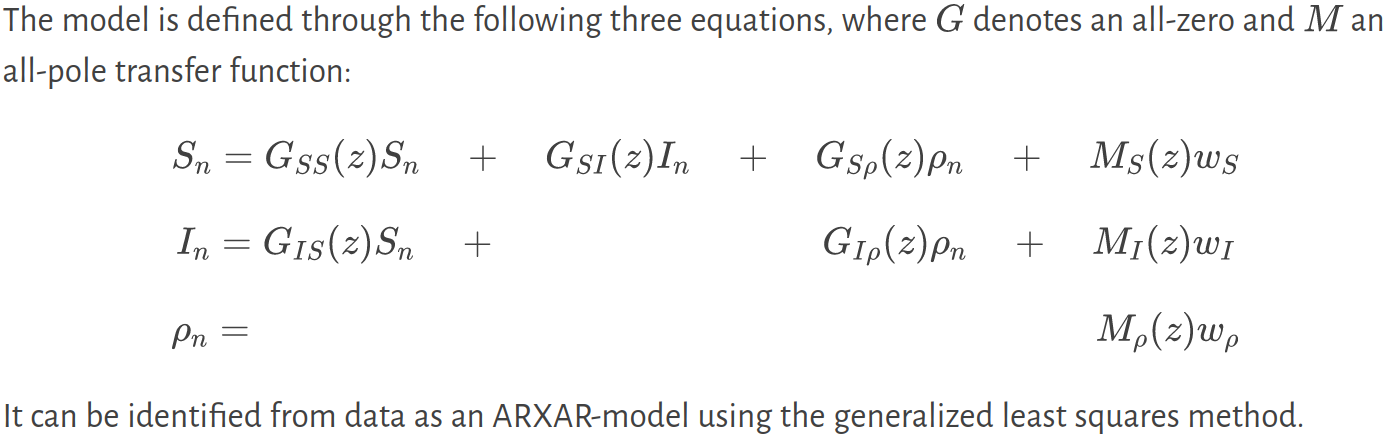 The model is defined through the following three equations, where G denotes an all-zero and M an
all-pole transfer function:
Sₙ = G_SS(z)Sₙ + G_SI(z)Iₙ + G_Sρ(z)ρₙ + M_S(z)w_S
Iₙ = G_IS(z)Sₙ + G_Iρ(z)ρₙ + M_I(z)w_I
ρₙ = M_ρ(z)w_ρ
It can be identified from data as an ARXAR-model using the generalized least squares method.